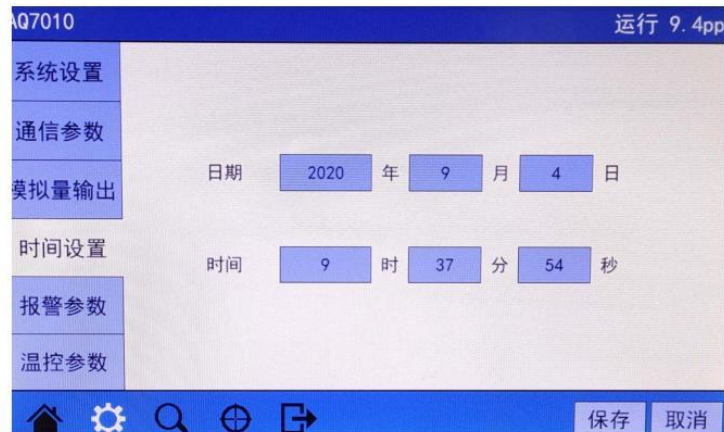 AQ7010
运行 9.4pp
系统设置
通信参数
模拟量输出
时间设置
报警参数
温控参数
日期 2020 年 9 月 4 日
时间 9 时 37 分 54 秒
保存 取消